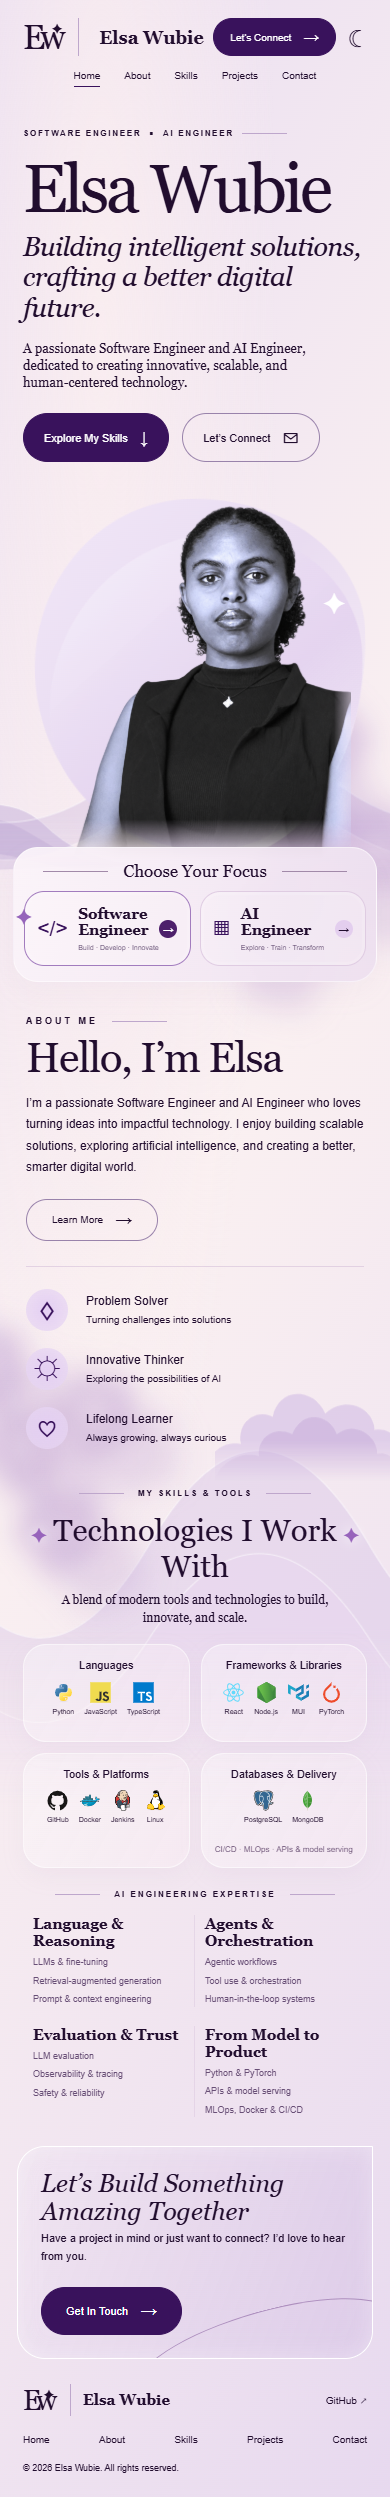 Ew
Elsa Wubie
Let's Connect →
Home About Skills Projects Contact
SOFTWARE ENGINEER ▪ AI ENGINEER
Elsa Wubie
Building intelligent solutions,
crafting a better digital
future.
A passionate Software Engineer and AI Engineer,
dedicated to creating innovative, scalable, and
human-centered technology.
Explore My Skills ↓
Let's Connect
Choose Your Focus
</> Software
Engineer →
Build · Develop · Innovate
AI
Engineer →
Explore · Train · Transform
ABOUT ME
Hello, I'm Elsa
I'm a passionate Software Engineer and AI Engineer who loves
turning ideas into impactful technology. I enjoy building scalable
solutions, exploring artificial intelligence, and creating a better,
smarter digital world.
Learn More →
Problem Solver
Turning challenges into solutions
Innovative Thinker
Exploring the possibilities of AI
Lifelong Learner
Always growing, always curious
MY SKILLS & TOOLS
Technologies I Work
With
A blend of modern tools and technologies to build,
innovate, and scale.
Languages
JS TS
Python JavaScript TypeScript
Frameworks & Libraries
React Node.js MUI PyTorch
Tools & Platforms
GitHub Docker Jenkins Linux
Databases & Delivery
PostgreSQL MongoDB
CI/CD · MLOps · APIs & model serving
AI ENGINEERING EXPERTISE
Language &
Reasoning
LLMs & fine-tuning
Retrieval-augmented generation
Prompt & context engineering
Agents &
Orchestration
Agentic workflows
Tool use & orchestration
Human-in-the-loop systems
Evaluation & Trust
LLM evaluation
Observability & tracing
Safety & reliability
From Model to
Product
Python & PyTorch
APIs & model serving
MLOps, Docker & CI/CD
Let's Build Something
Amazing Together
Have a project in mind or just want to connect? I'd love to hear
from you.
Get In Touch →
Ew
Elsa Wubie
GitHub ↗
Home About Skills Projects Contact
© 2026 Elsa Wubie. All rights reserved.